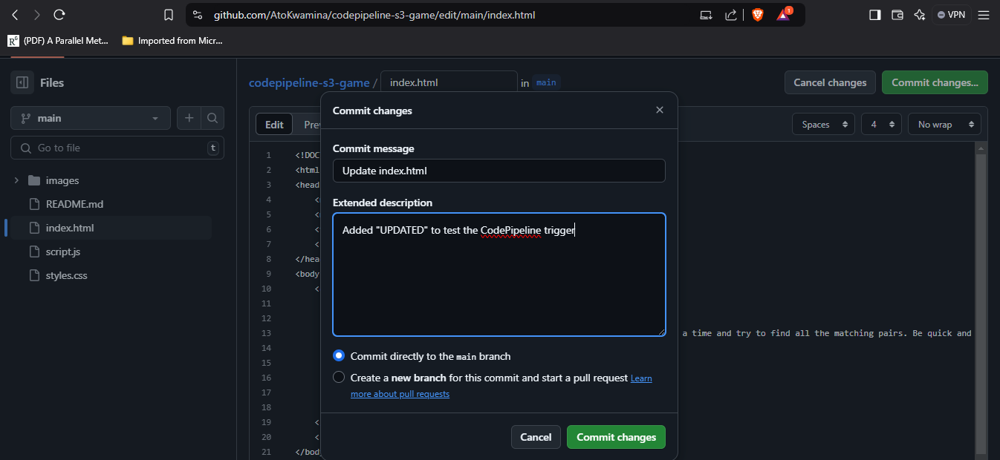 github.com/AtoKwamina/codepipeline-s3-game/edit/main/index.html
1
VPN
R⁶ (PDF) A Parallel Met...
Imported from Micr...
Files
codepipeline-s3-game / index.html in main
Cancel changes
Commit changes...
main
Go to file
t
images
README.md
index.html
script.js
styles.css
Edit
Pre
Spaces
4
No wrap
Commit changes
Commit message
Update index.html
Extended description
Added "UPDATED" to test the CodePipeline trigger
Commit directly to the main branch
Create a new branch for this commit and start a pull request Learn
more about pull requests
Cancel
Commit changes
1 <!DOC
2 <html
3 <head
4 <
5 <
6 <
7 <
8 </hea
9 <body
10 <
11
12
13 a time and try to find all the matching pairs. Be quick and
14
15
16
17
18
19 <
20 <
21 </bod